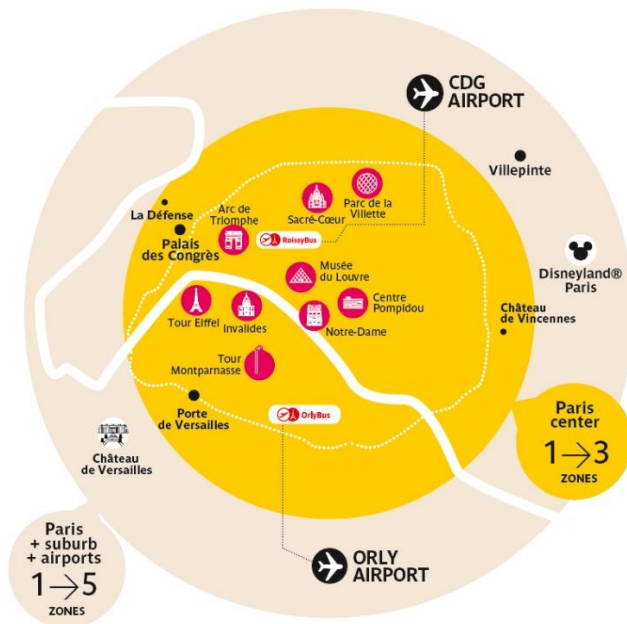 CDG
AIRPORT
Villepinte
La Défense
Arc de
Triomphe
Sacré-Cœur
Parc de la
Villette
Palais
des Congrès
RoissyBus
Disneyland®
Paris
Musée
du Louvre
Centre
Pompidou
Tour Eiffel
Invalides
Notre-Dame
Château
de Vincennes
Tour
Montparnasse
Porte
de Versailles
OrlyBus
Château
de Versailles
Paris
center
1→3
ZONES
Paris
+ suburb
+ airports
1→5
ZONES
ORLY
AIRPORT